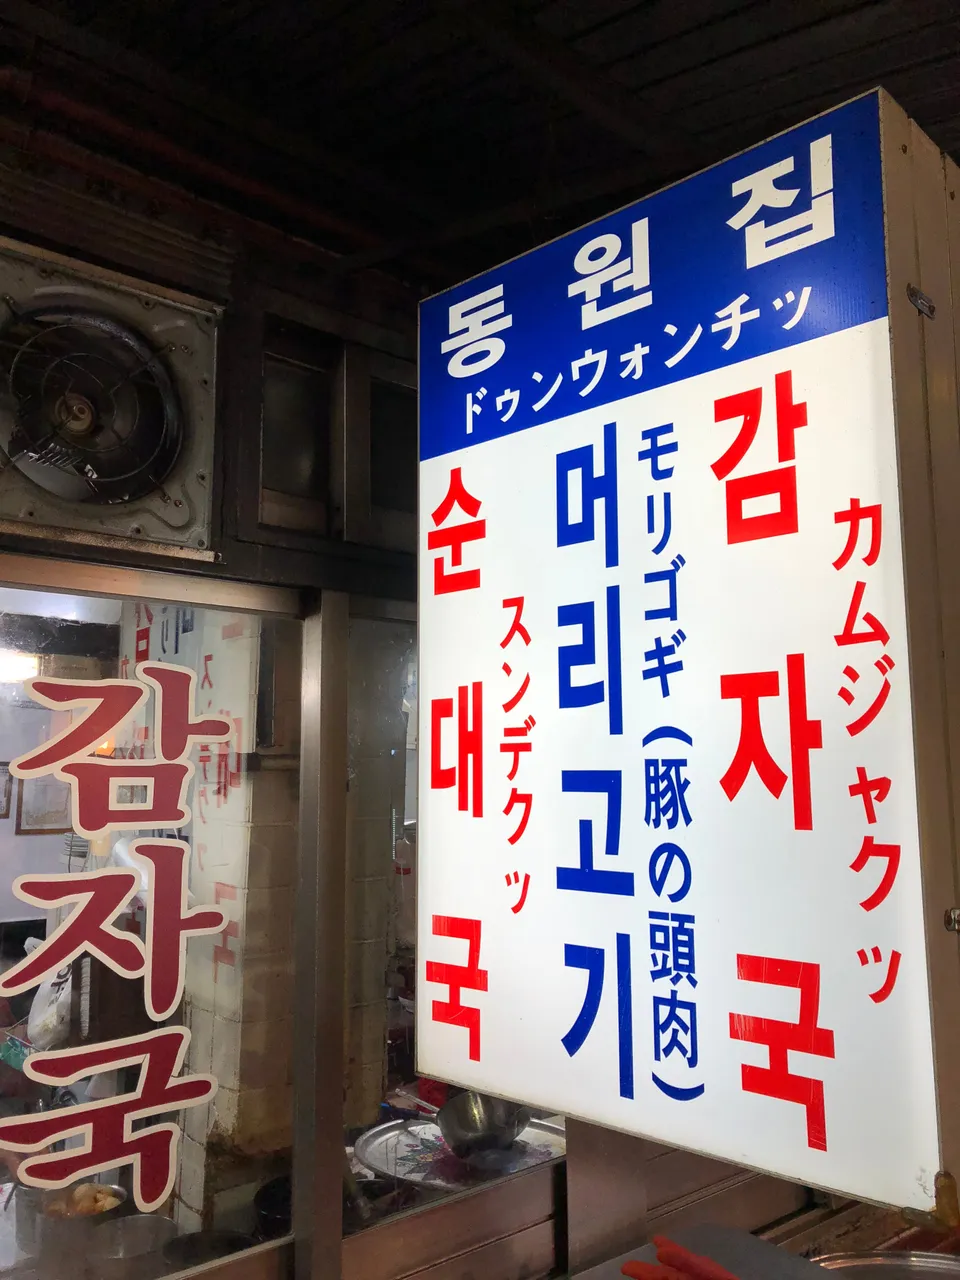 동원집
ドゥンウォンチッ
감자국
カムジャクッ
머리고기
モリゴギ(豚の頭肉)
순대국
スンデクッ
감자국